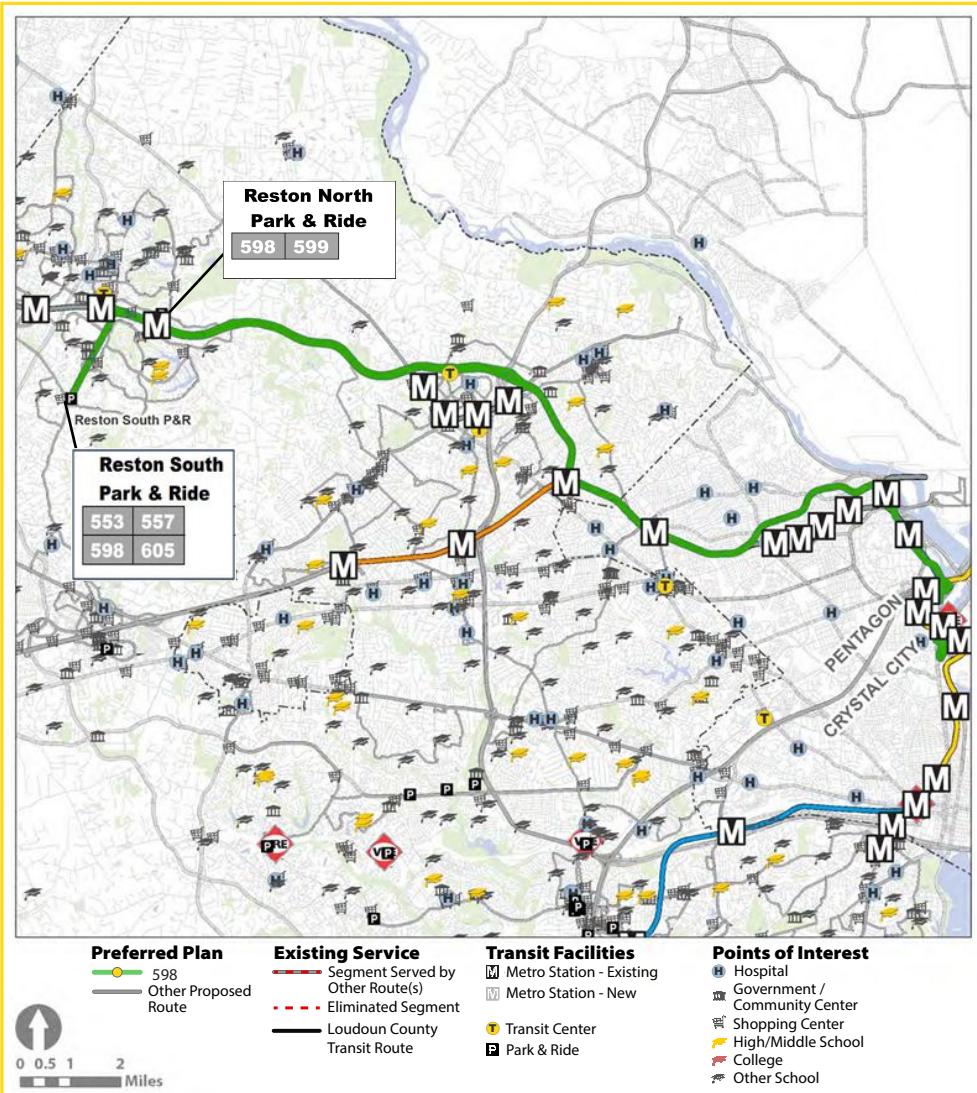 Reston North
Park & Ride
598 599
Reston South P&R
Reston South
Park & Ride
553 557
598 605
PENTAGON
CRYSTAL CITY
Preferred Plan
598
Other Proposed
Route
Existing Service
Segment Served by
Other Route(s)
Eliminated Segment
Loudoun County
Transit Route
Transit Facilities
M Metro Station - Existing
M Metro Station - New
T Transit Center
P Park & Ride
Points of Interest
H Hospital
Government /
Community Center
Shopping Center
High/Middle School
College
Other School
0 0.5 1 2
Miles